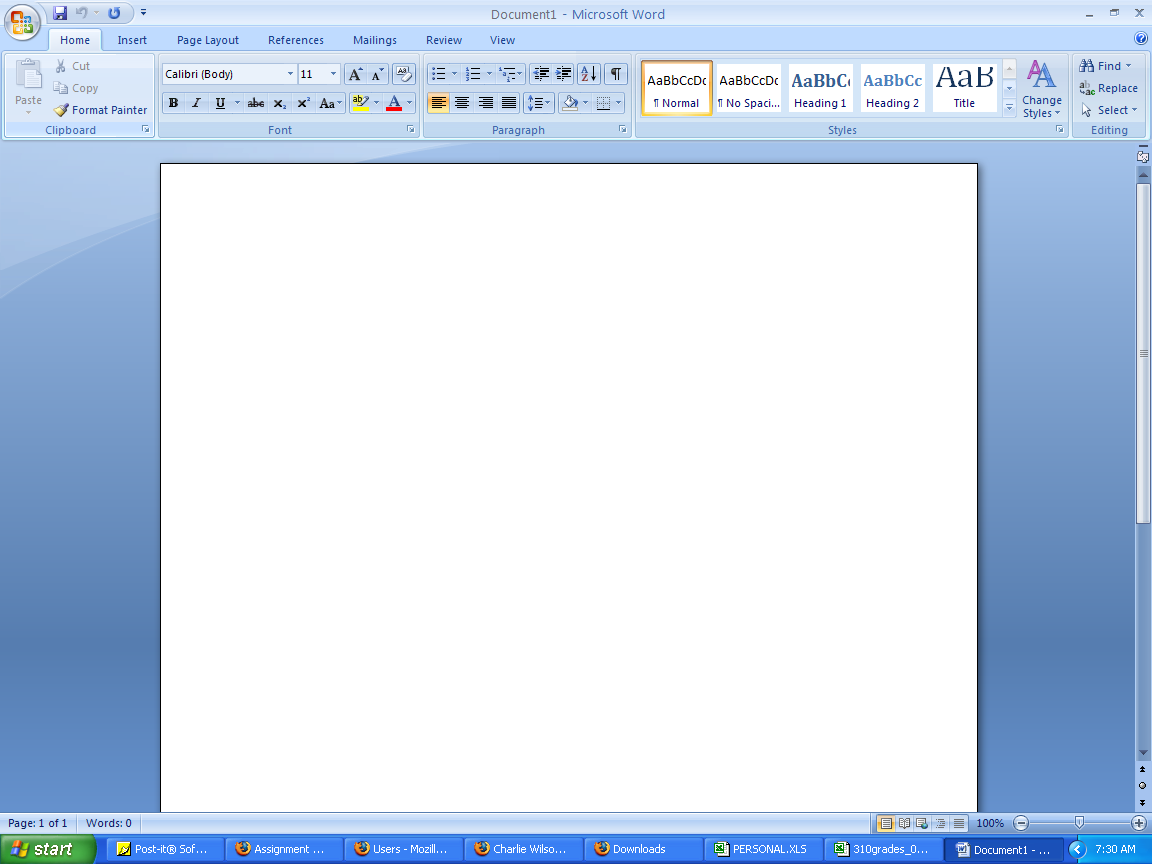 Document1 - Microsoft Word
Home Insert Page Layout References Mailings Review View
Paste
Cut
Copy
Format Painter
Clipboard
Calibri (Body) 11
Font
Paragraph
AaBbCcDc AaBbCcDc AaBbC AaBbCc AaB
¶ Normal ¶ No Spaci... Heading 1 Heading 2 Title
Change
Styles
Styles
Find
Replace
Select
Editing
Page: 1 of 1 Words: 0 100%
start Post-it® Sof... Assignment ... Users - Mozill... Charlie Wilso... Downloads PERSONAL.XLS 310grades_0... Document1 - ... 7:30 AM